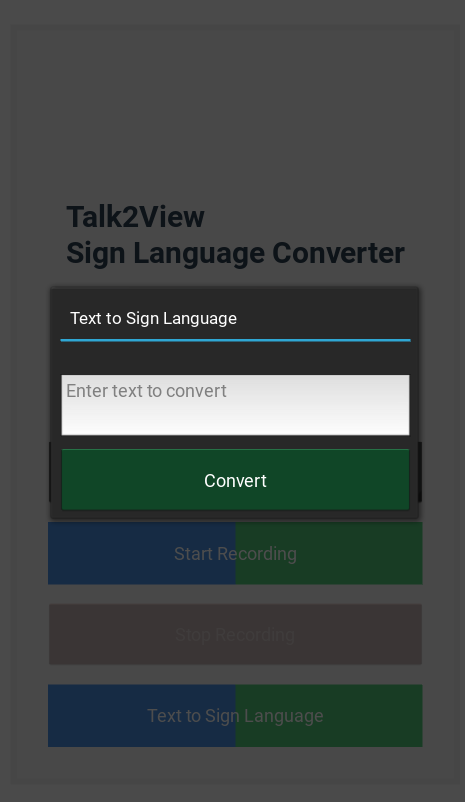 Talk2View
Sign Language Converter
Text to Sign Language
Enter text to convert
Convert
Start Recording
Stop Recording
Text to Sign Language